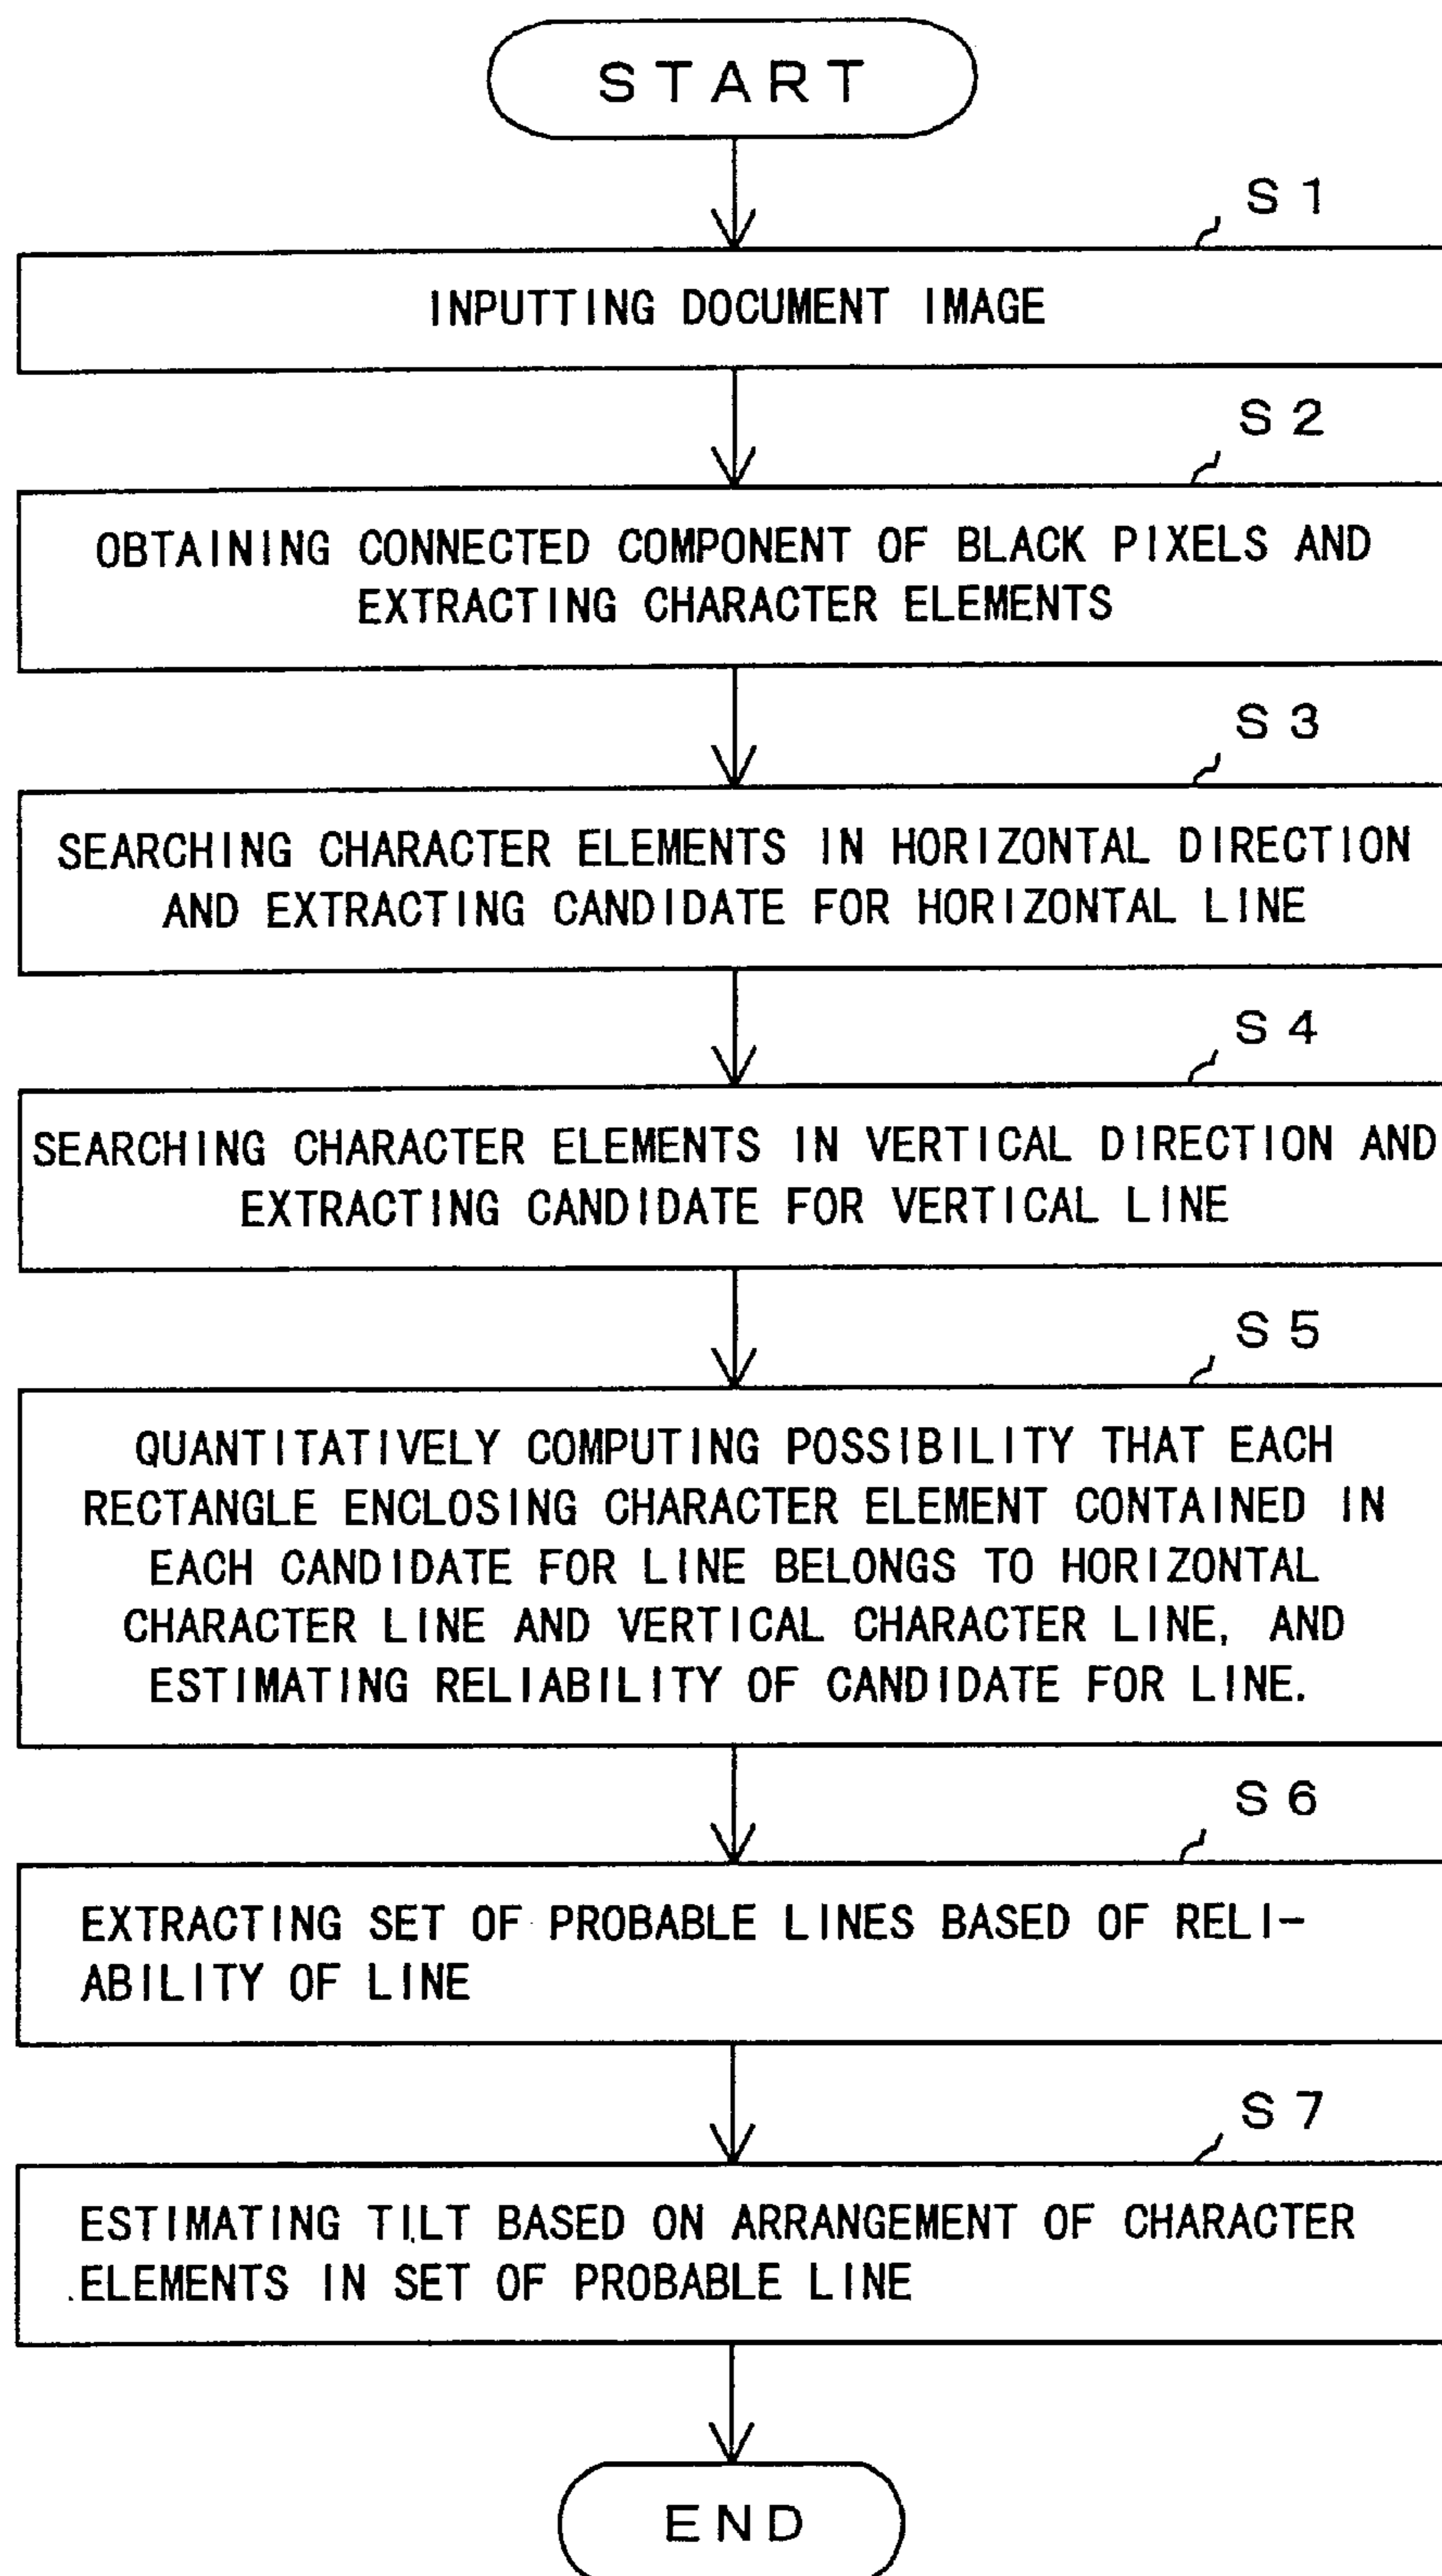 START
S1
INPUTTING DOCUMENT IMAGE
S2
OBTAINING CONNECTED COMPONENT OF BLACK PIXELS AND
EXTRACTING CHARACTER ELEMENTS
S3
SEARCHING CHARACTER ELEMENTS IN HORIZONTAL DIRECTION
AND EXTRACTING CANDIDATE FOR HORIZONTAL LINE
S4
SEARCHING CHARACTER ELEMENTS IN VERTICAL DIRECTION AND
EXTRACTING CANDIDATE FOR VERTICAL LINE
S5
QUANTITATIVELY COMPUTING POSSIBILITY THAT EACH
RECTANGLE ENCLOSING CHARACTER ELEMENT CONTAINED IN
EACH CANDIDATE FOR LINE BELONGS TO HORIZONTAL
CHARACTER LINE AND VERTICAL CHARACTER LINE, AND
ESTIMATING RELIABILITY OF CANDIDATE FOR LINE.
S6
EXTRACTING SET OF PROBABLE LINES BASED OF RELI-
ABILITY OF LINE
S7
ESTIMATING TILT BASED ON ARRANGEMENT OF CHARACTER
ELEMENTS IN SET OF PROBABLE LINE
END